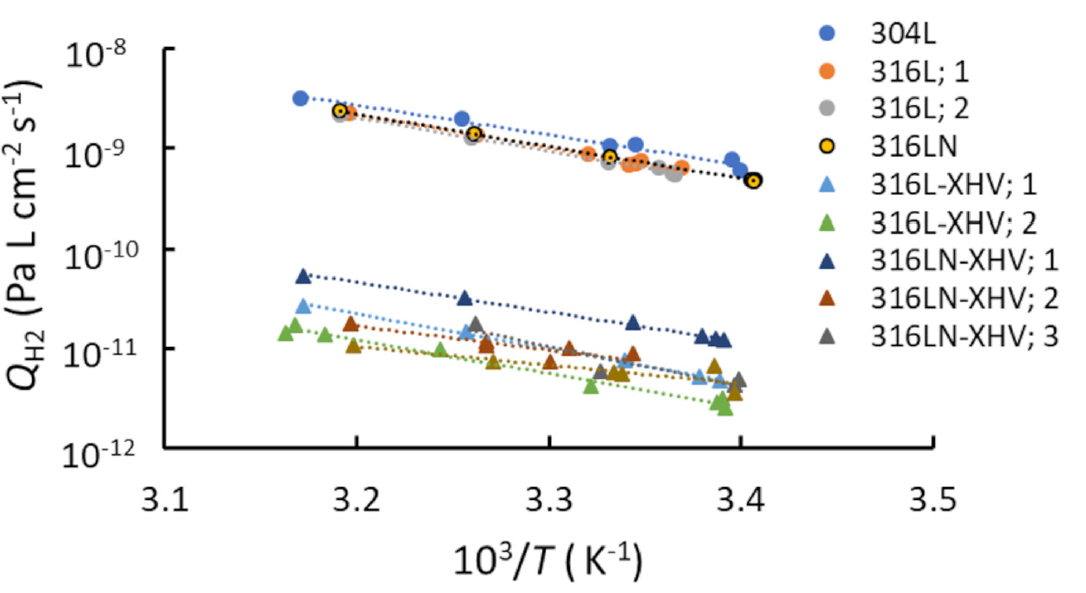 10⁻⁸
10⁻⁹
10⁻¹⁰
10⁻¹¹
10⁻¹²
Q_H2 (Pa L cm⁻² s⁻¹)
3.1 3.2 3.3 3.4 3.5
10³/T ( K⁻¹)
304L
316L; 1
316L; 2
316LN
316L-XHV; 1
316L-XHV; 2
316LN-XHV; 1
316LN-XHV; 2
316LN-XHV; 3